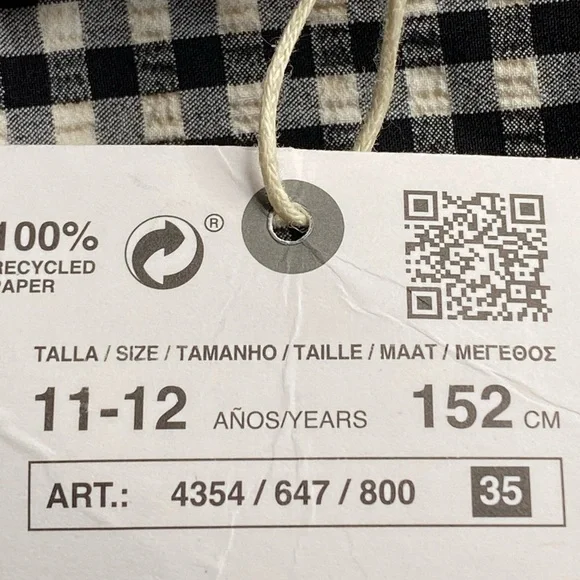 100%
RECYCLED
PAPER
®
TALLA / SIZE / TAMANHO / TAILLE / MAAT / ΜΕΓΕΘΟΣ
11-12 AÑOS/YEARS 152 CM
ART.: 4354 / 647 / 800 35